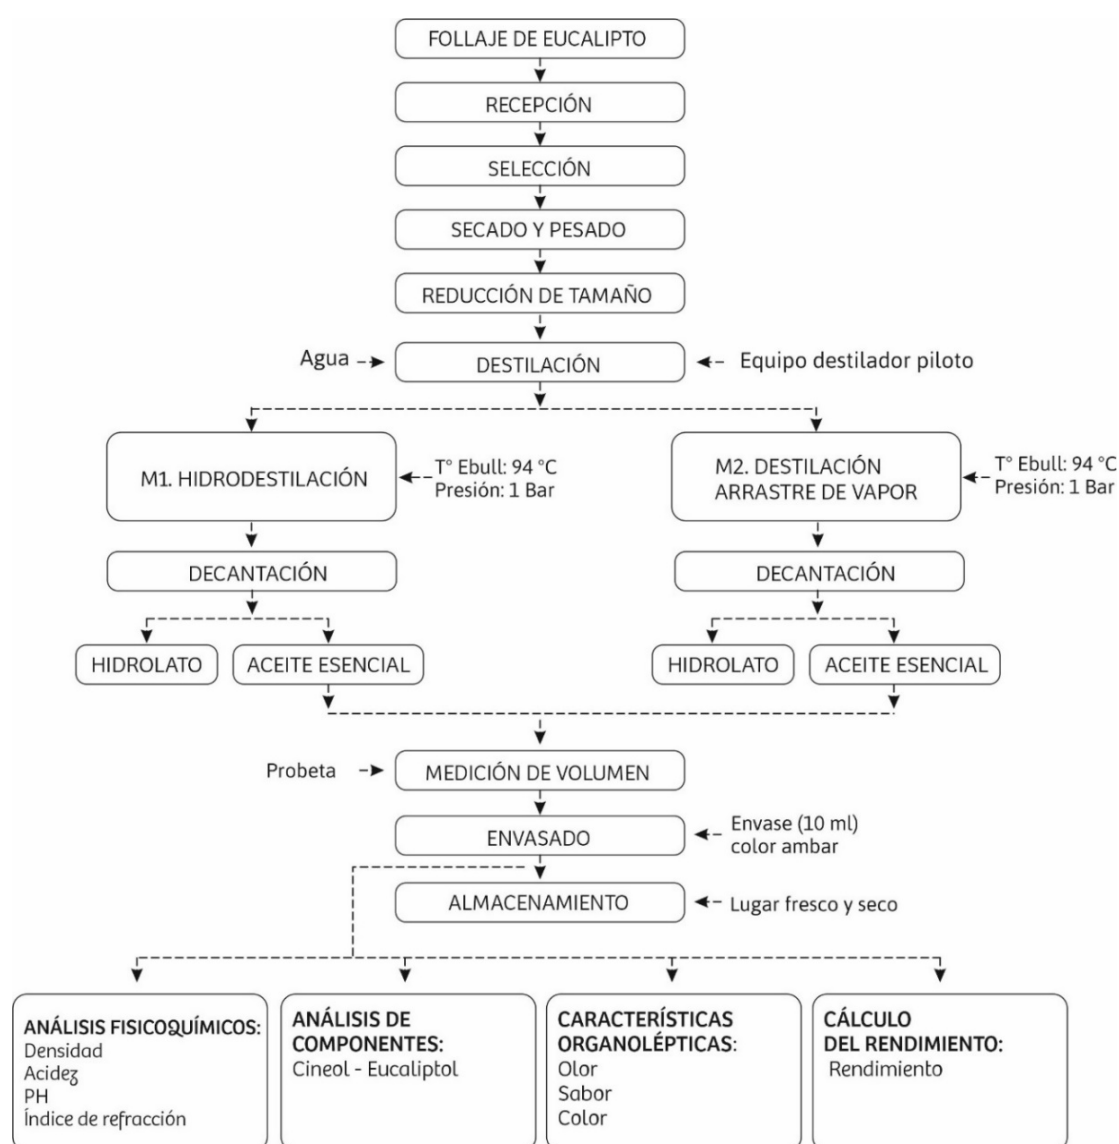 FOLLAJE DE EUCALIPTO
RECEPCIÓN
SELECCIÓN
SECADO Y PESADO
REDUCCIÓN DE TAMAÑO
Agua
DESTILACIÓN
Equipo destilador piloto
M1. HIDRODESTILACIÓN
T° Ebull: 94 °C
Presión: 1 Bar
M2. DESTILACIÓN
ARRASTRE DE VAPOR
T° Ebull: 94 °C
Presión: 1 Bar
DECANTACIÓN
DECANTACIÓN
HIDROLATO
ACEITE ESENCIAL
HIDROLATO
ACEITE ESENCIAL
Probeta
MEDICIÓN DE VOLUMEN
ENVASADO
Envase (10 ml)
color ambar
ALMACENAMIENTO
Lugar fresco y seco
ANÁLISIS FISICOQUÍMICOS:
Densidad
Acidez
PH
Índice de refracción
ANÁLISIS DE
COMPONENTES:
Cineol - Eucaliptol
CARACTERÍSTICAS
ORGANOLÉPTICAS:
Olor
Sabor
Color
CÁLCULO
DEL RENDIMIENTO:
Rendimiento